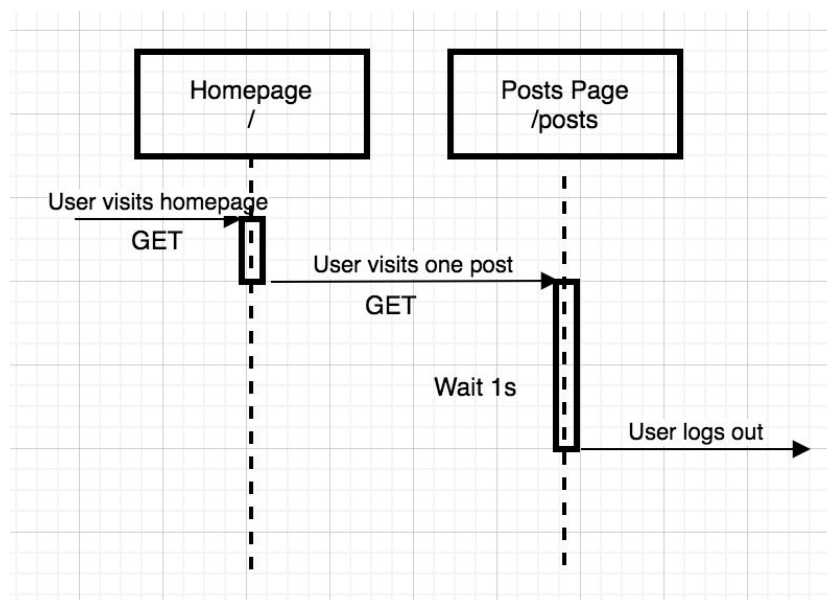 Homepage
/
Posts Page
/posts
User visits homepage
GET
User visits one post
GET
Wait 1s
User logs out